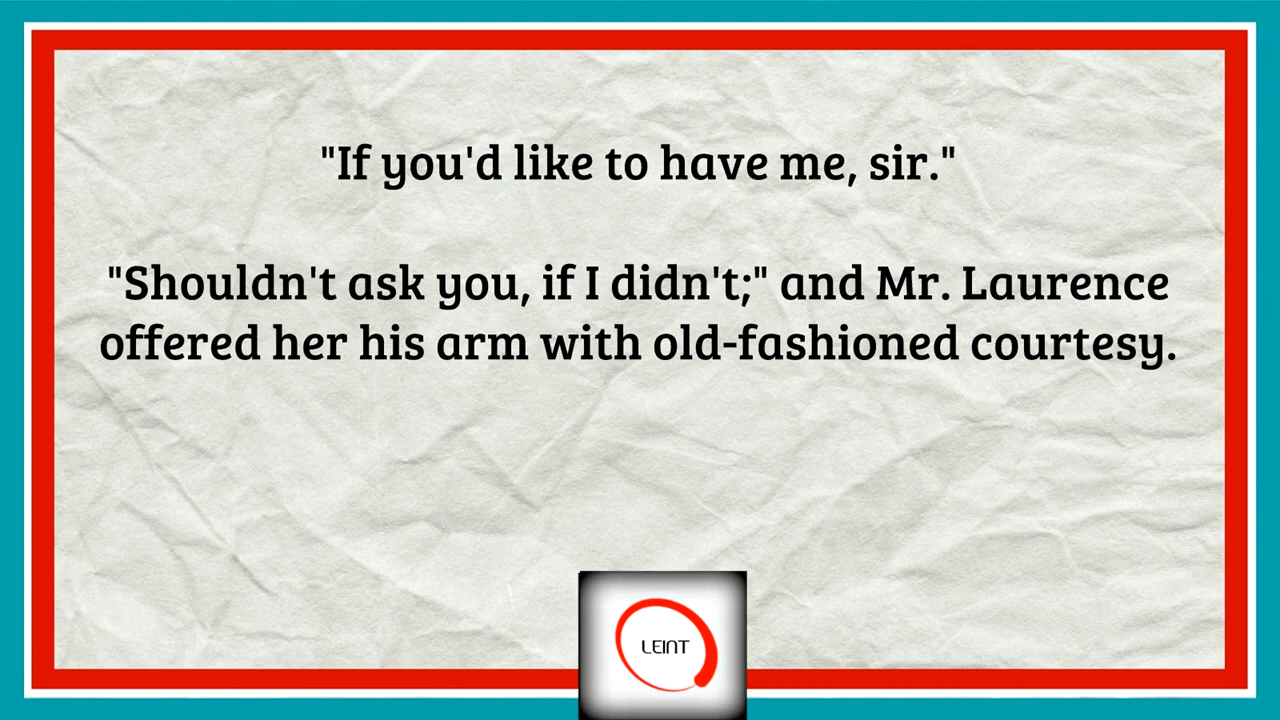 "If you'd like to have me, sir."
"Shouldn't ask you, if I didn't;" and Mr. Laurence
offered her his arm with old-fashioned courtesy.
LEINT